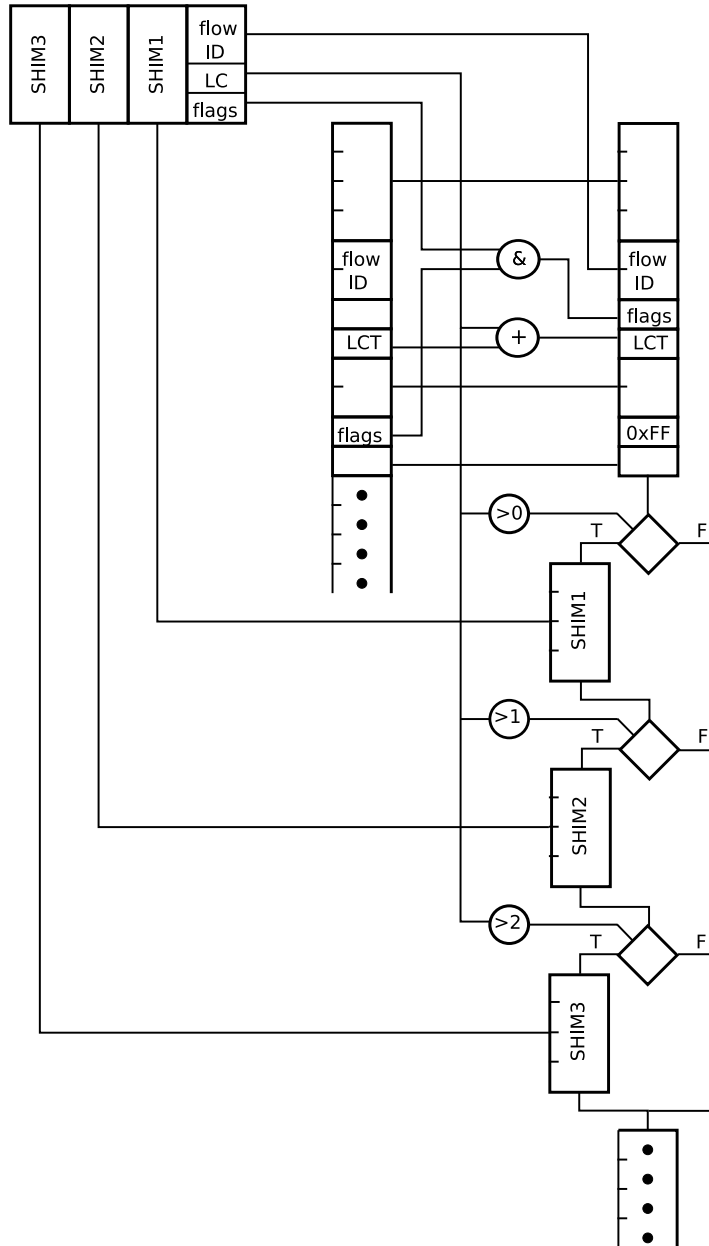 SHIM3
SHIM2
SHIM1
flow
ID
LC
flags
flow
ID
LCT
flags
&
+
flow
ID
flags
LCT
0xFF
>0
T
F
SHIM1
>1
T
F
SHIM2
>2
T
F
SHIM3